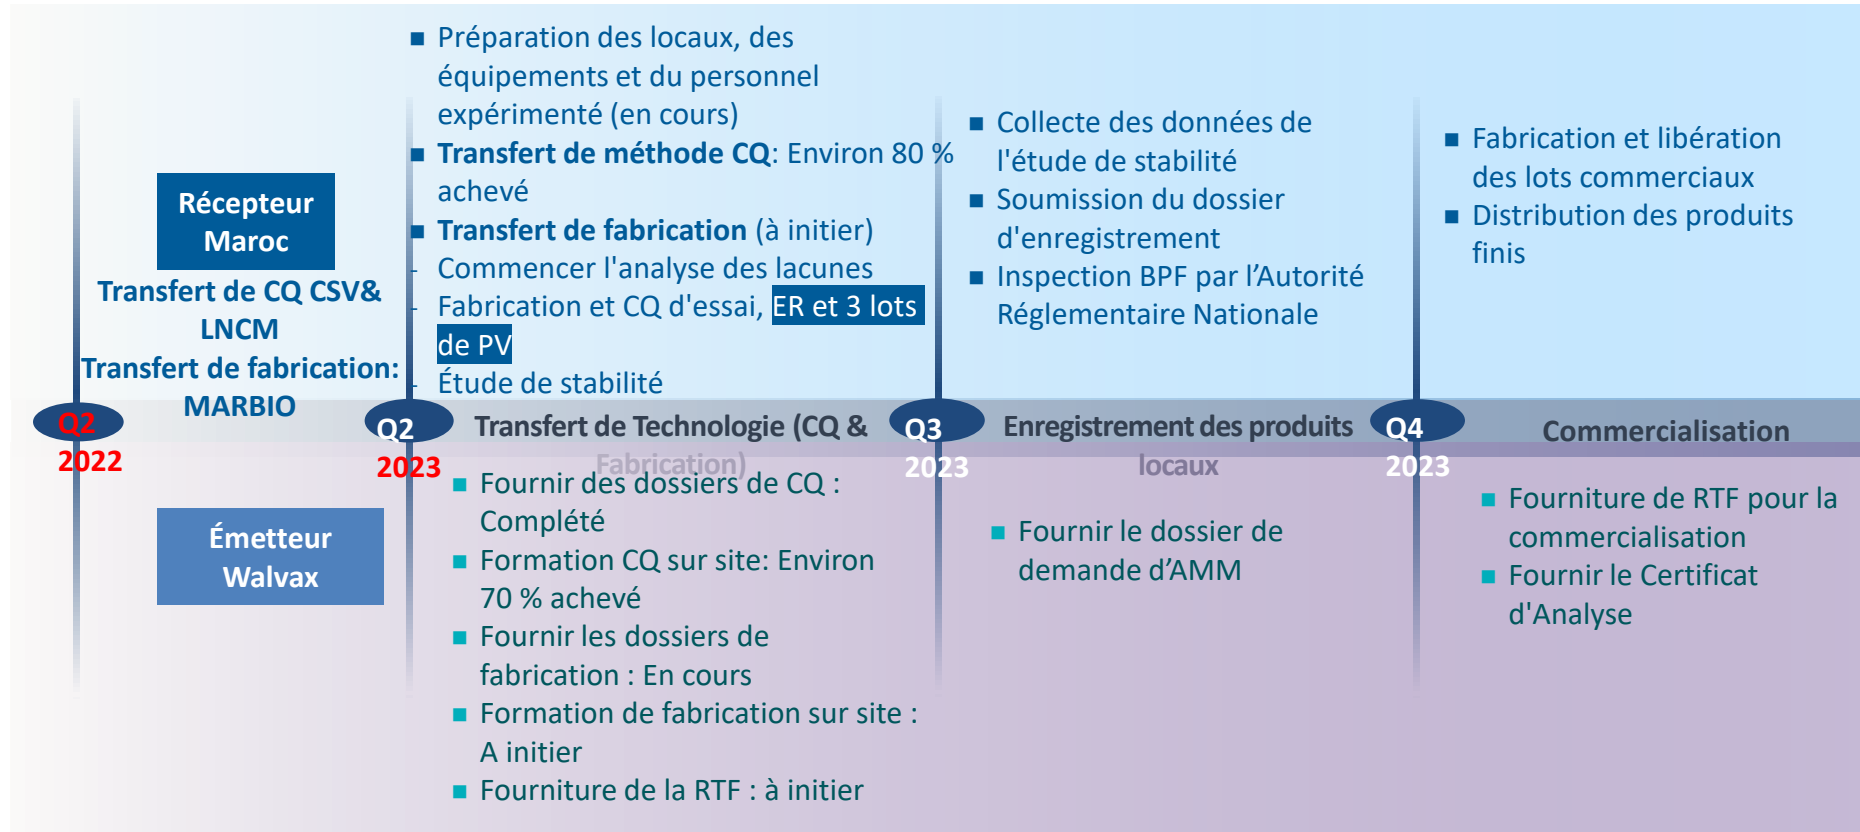 Récepteur
Maroc
Transfert de CQ CSV&
LNCM
Transfert de fabrication:
MARBIO
■ Préparation des locaux, des
équipements et du personnel
expérimenté (en cours)
■ Transfert de méthode CQ: Environ 80 %
achevé
■ Transfert de fabrication (à initier)
- Commencer l'analyse des lacunes
- Fabrication et CQ d'essai, ER et 3 lots
de PV
- Étude de stabilité
■ Collecte des données de
l'étude de stabilité
■ Soumission du dossier
d'enregistrement
■ Inspection BPF par l’Autorité
Réglementaire Nationale
■ Fabrication et libération
des lots commerciaux
■ Distribution des produits
finis
Q2
2022
Q2
2023
Transfert de Technologie (CQ &
Fabrication)
Q3
2023
Enregistrement des produits
locaux
Q4
2023
Commercialisation
Émetteur
Walvax
■ Fournir des dossiers de CQ :
Complété
■ Formation CQ sur site: Environ
70 % achevé
■ Fournir les dossiers de
fabrication : En cours
■ Formation de fabrication sur site :
A initier
■ Fourniture de la RTF : à initier
■ Fournir le dossier de
demande d’AMM
■ Fourniture de RTF pour la
commercialisation
■ Fournir le Certificat
d'Analyse